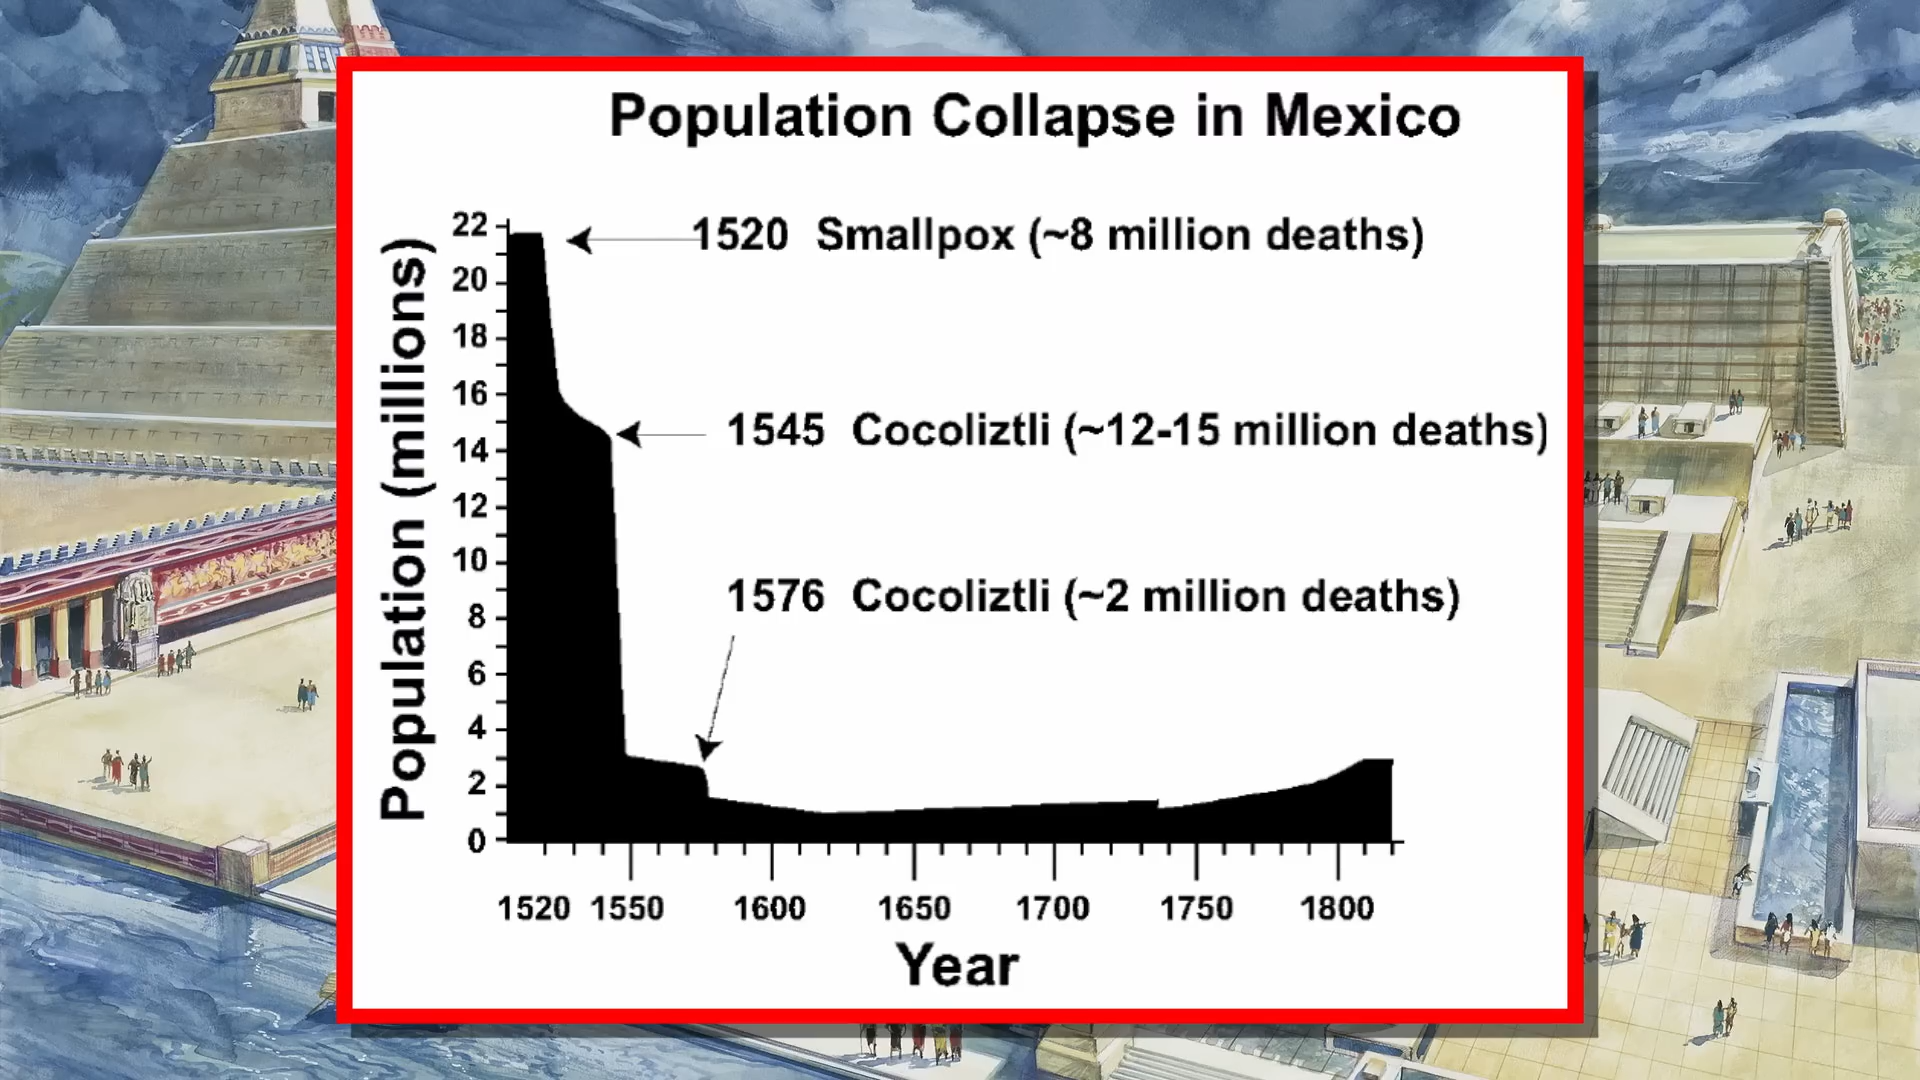 Population Collapse in Mexico
Population (millions)
22
20
18
16
14
12
10
8
6
4
2
0
1520 Smallpox (~8 million deaths)
1545 Cocoliztli (~12-15 million deaths)
1576 Cocoliztli (~2 million deaths)
1520 1550 1600 1650 1700 1750 1800
Year